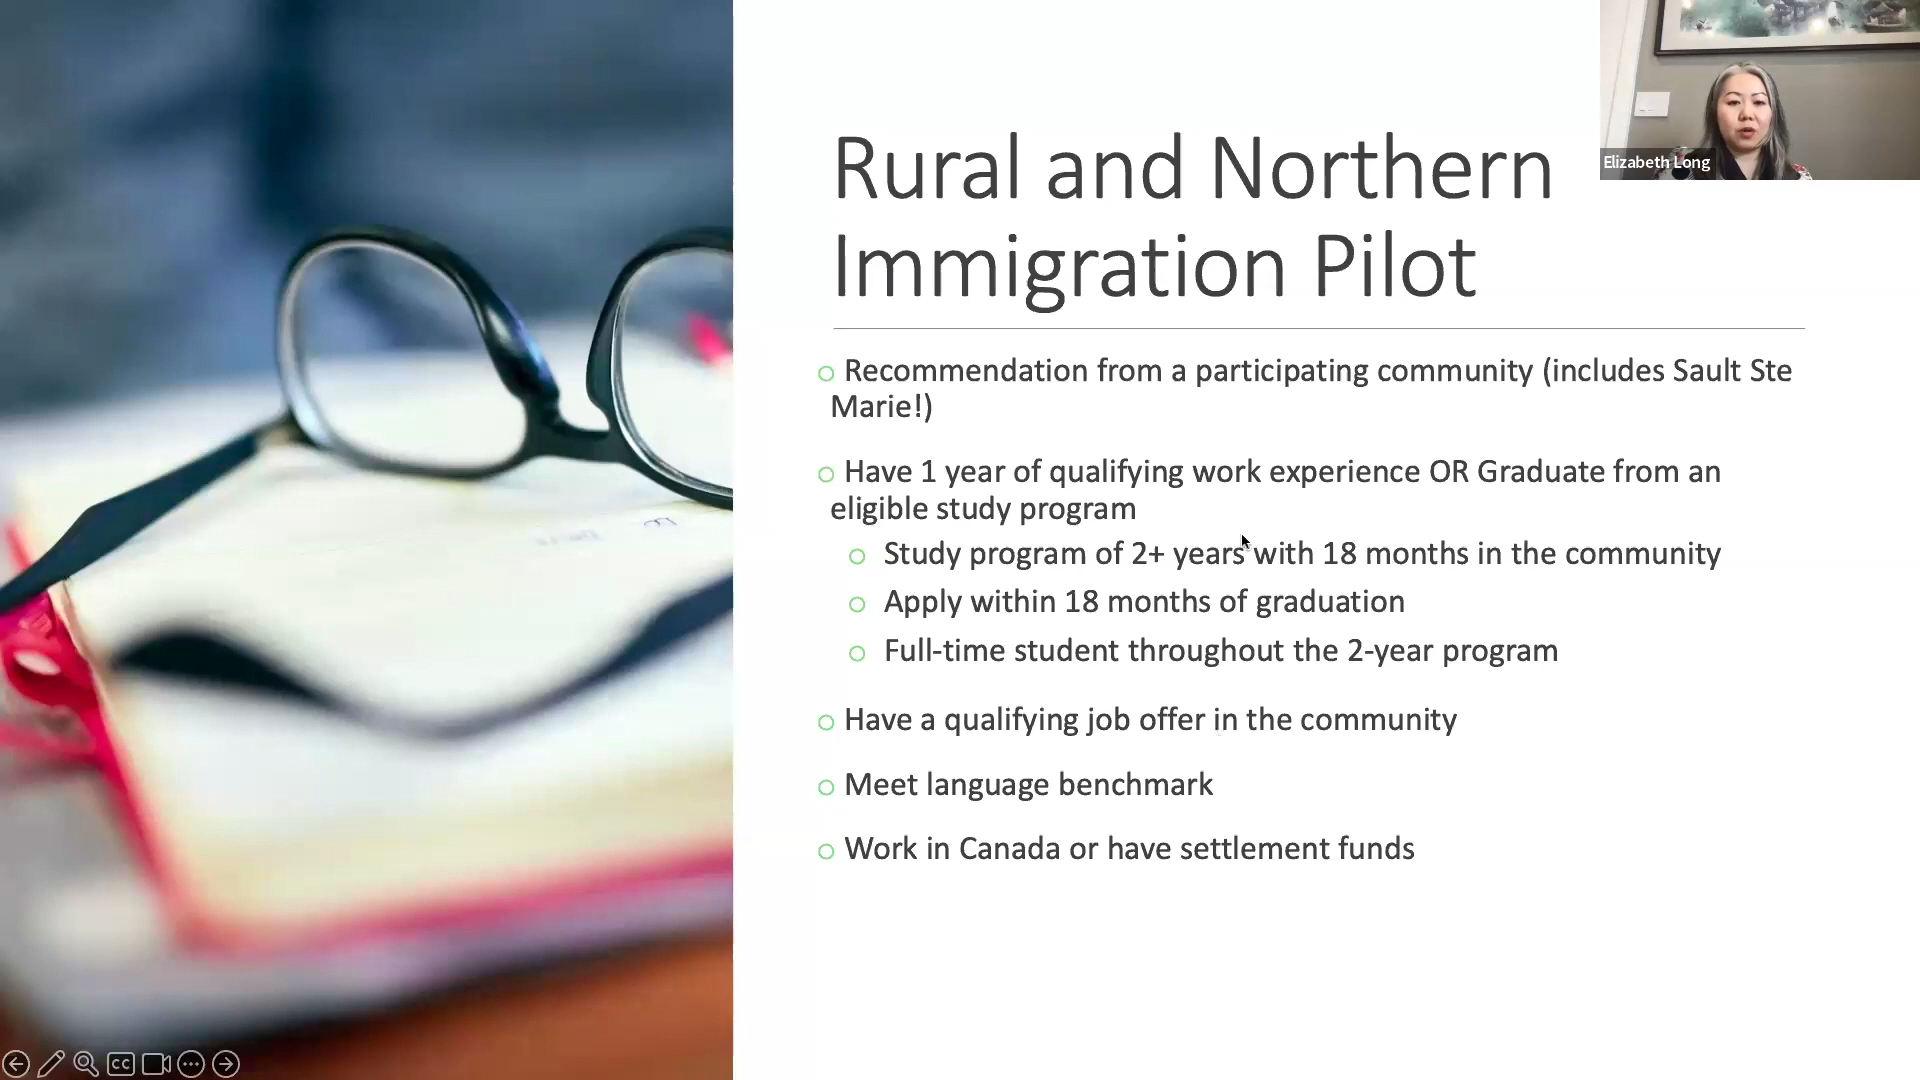 Rural and Northern
Immigration Pilot
Elizabeth Long
Recommendation from a participating community (includes Sault Ste
Marie!)
Have 1 year of qualifying work experience OR Graduate from an
eligible study program
Study program of 2+ years with 18 months in the community
Apply within 18 months of graduation
Full-time student throughout the 2-year program
Have a qualifying job offer in the community
Meet language benchmark
Work in Canada or have settlement funds
CC